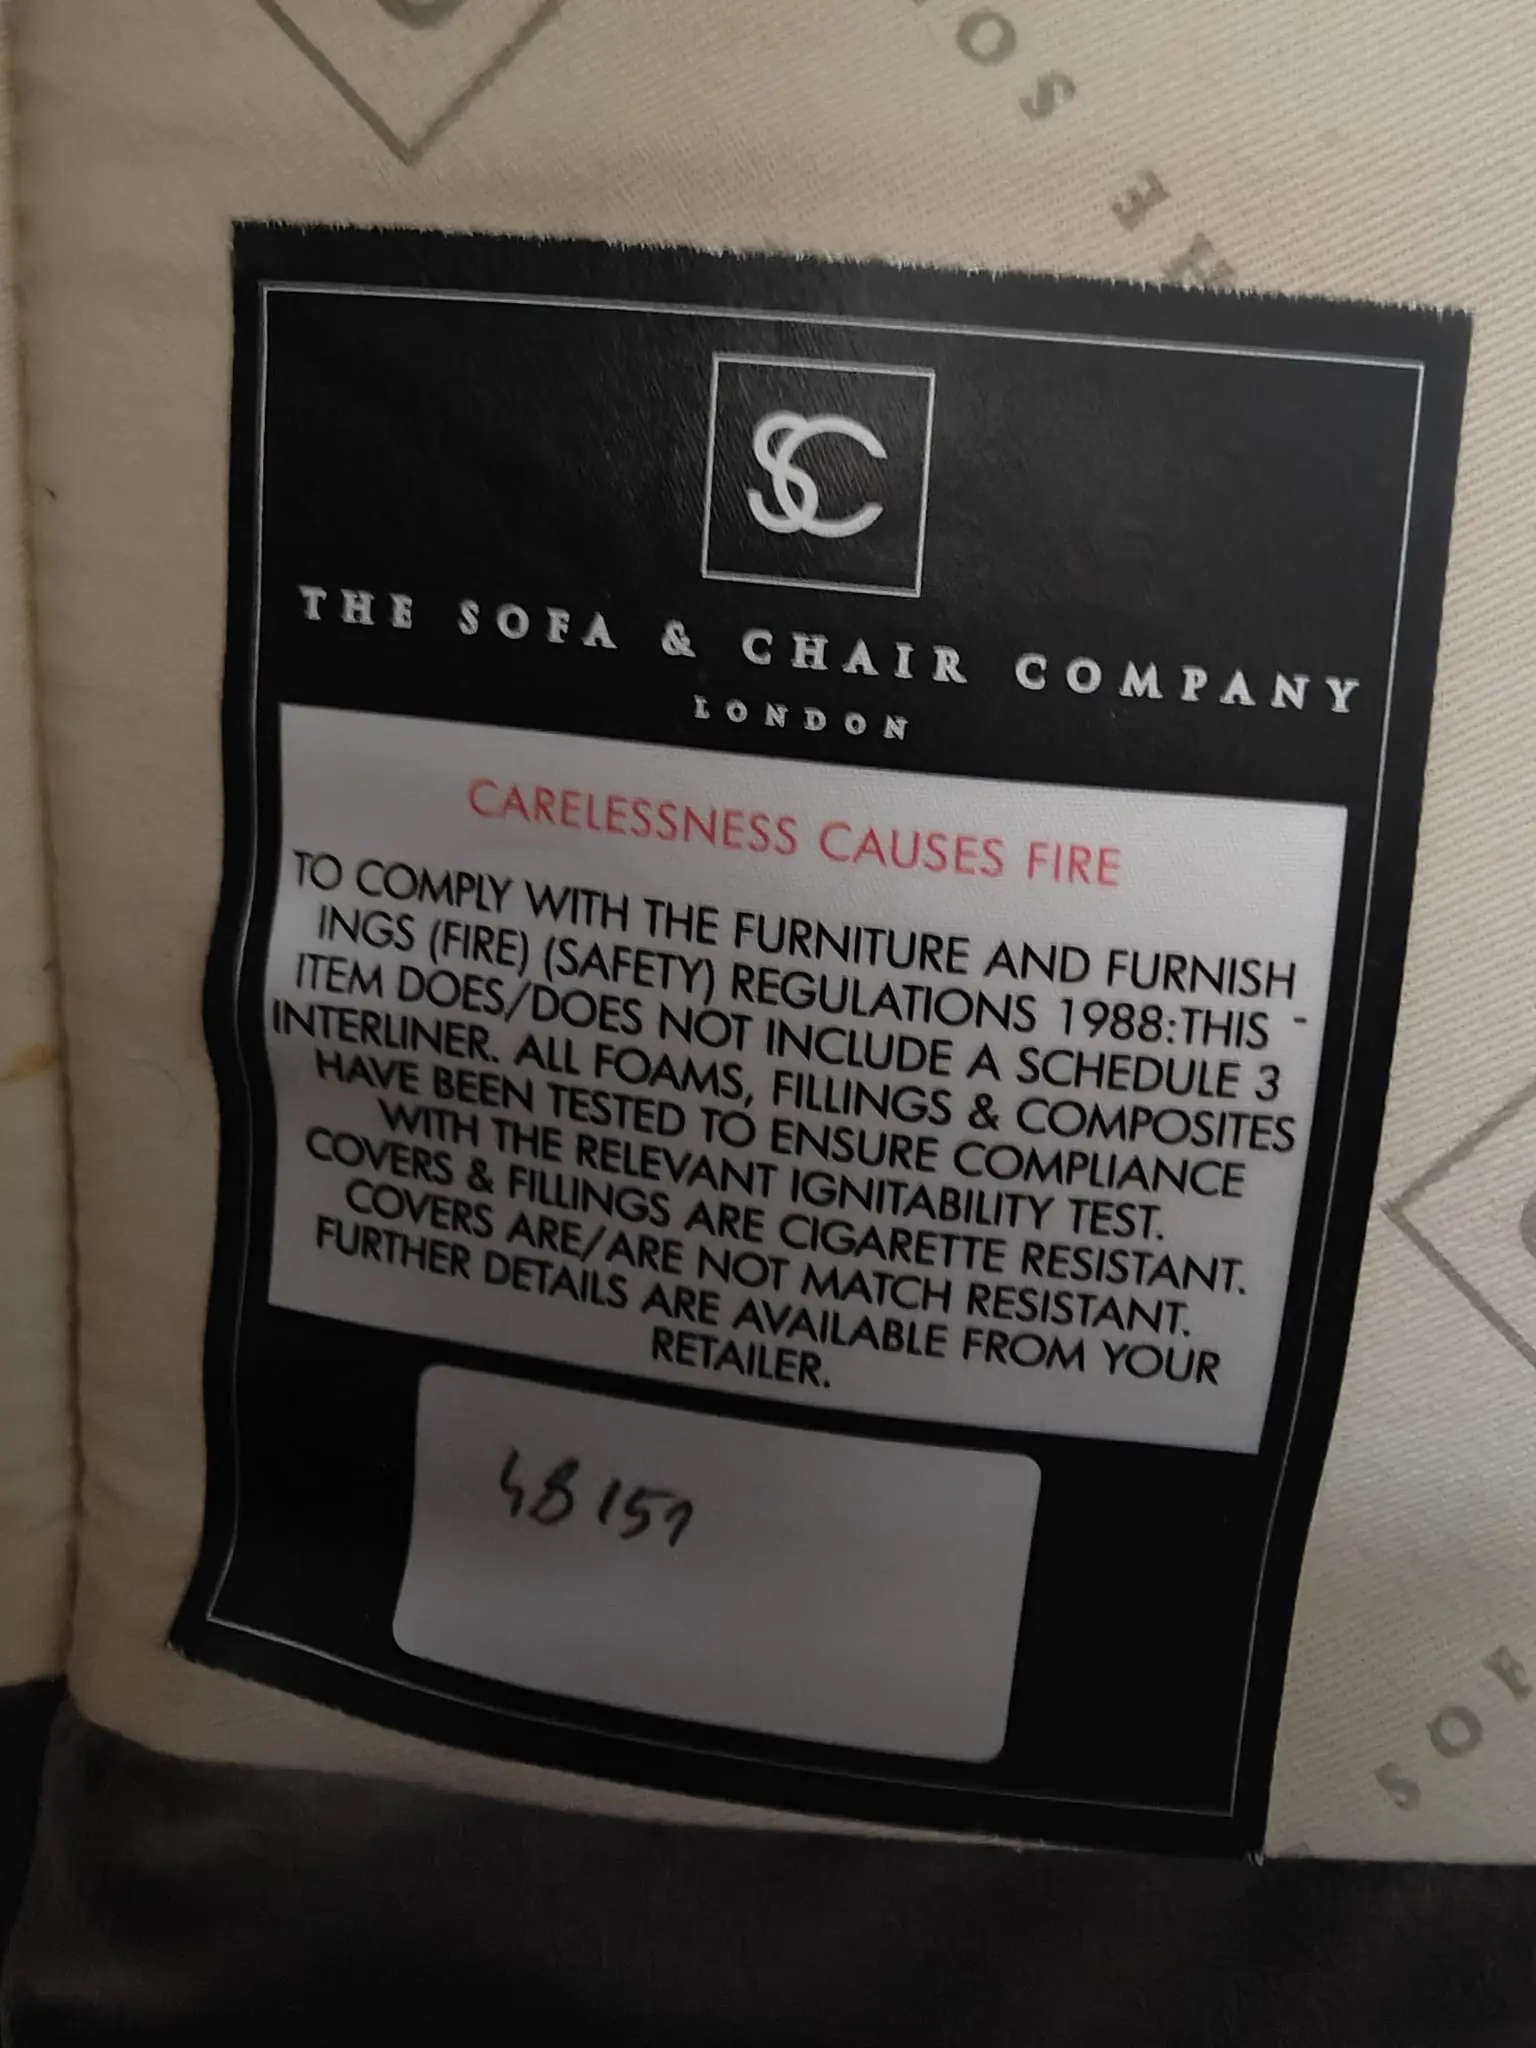 SOFA
SC
THE SOFA & CHAIR COMPANY
LONDON
CARELESSNESS CAUSES FIRE
TO COMPLY WITH THE FURNITURE AND FURNISH
INGS (FIRE) (SAFETY) REGULATIONS 1988:THIS -
ITEM DOES/DOES NOT INCLUDE A SCHEDULE 3
INTERLINER. ALL FOAMS, FILLINGS & COMPOSITES
HAVE BEEN TESTED TO ENSURE COMPLIANCE
WITH THE RELEVANT IGNITABILITY TEST.
COVERS & FILLINGS ARE CIGARETTE RESISTANT.
COVERS ARE/ARE NOT MATCH RESISTANT.
FURTHER DETAILS ARE AVAILABLE FROM YOUR
RETAILER.
48151
SOF